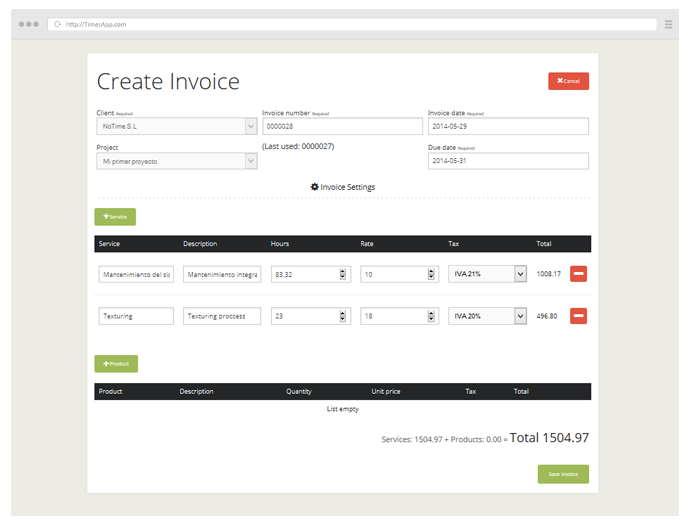 http://TimerApp.com
Create Invoice
Cancel
Client Required
Invoice number Required
Invoice date Required
NoTime S.L
0000028
2014-05-29
Project
(Last used: 0000027)
Due date Required
Mi primer proyecto
2014-05-31
Invoice Settings
+Service
Service Description Hours Rate Tax Total
Mantenimiento del sis Mantenimiento integra 83.32 10 IVA 21% 1008.17
Texturing Texturing proccess 23 18 IVA 20% 496.80
+Product
Product Description Quantity Unit price Tax Total
List empty
Services: 1504.97 + Products: 0.00 = Total 1504.97
Save invoice